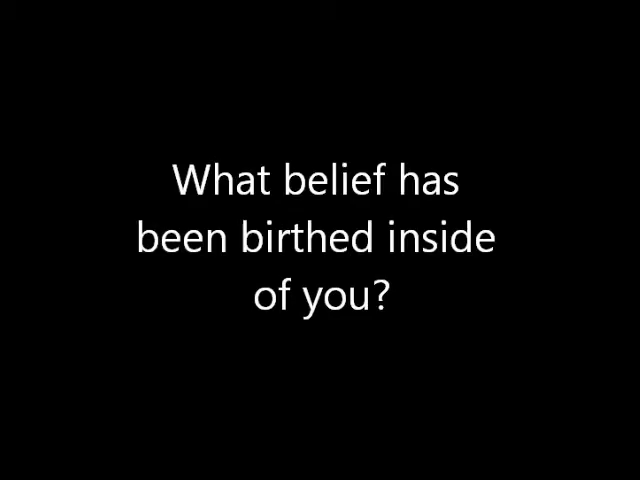 What belief has
been birthed inside
of you?